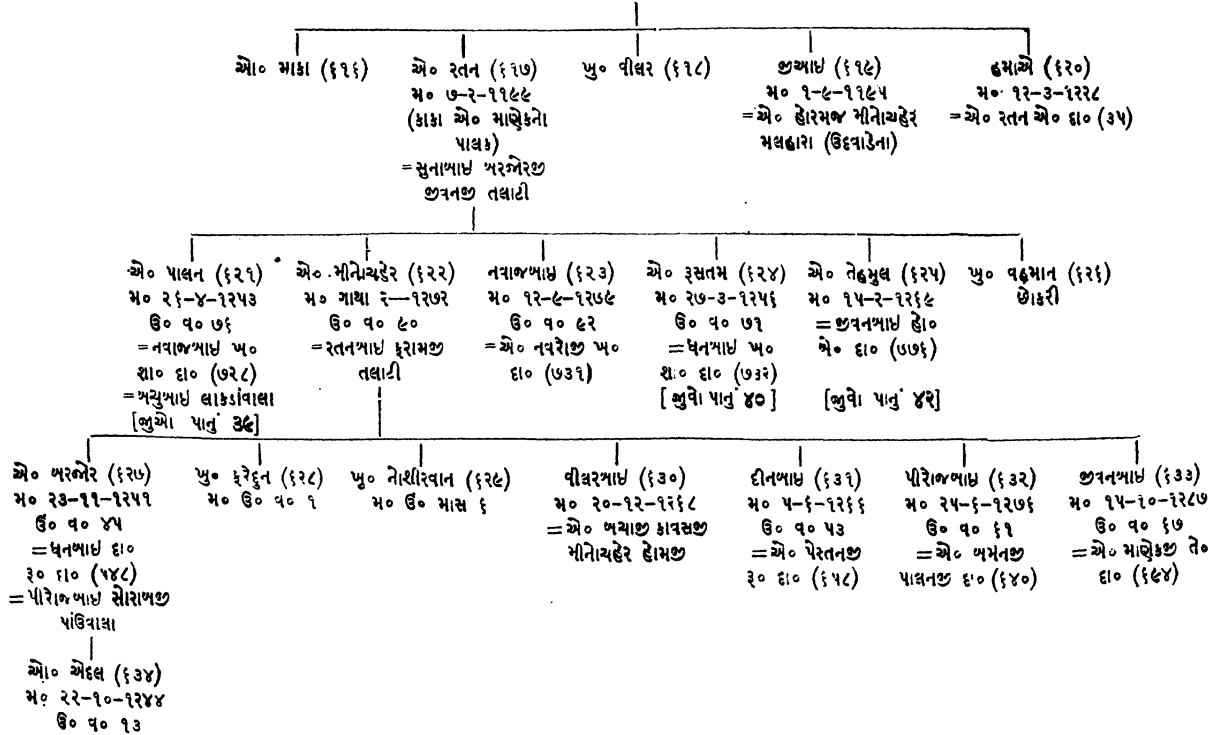 ઓ૦ માકા (૬૧૬)
એ૦ રતન (૬૧૭)
મ૦ ૭-૨-૧૧૯૯
(કાકા એ૦ માણેકનો
પાલક)
=સુનાબાઈ બરજોરજી
જીવનજી તલાટી
ખુ૦ વીલર (૬૧૮)
જીઆઈ (૬૧૯)
મ૦ ૧-૯-૧૧૯૫
=એ૦ હોરમજ મીનોચહેર
મલહારા (ઉદવાડેના)
હમાએ (૬૨૦)
મ૦ ૧૨-૩-૧૨૨૮
=એ૦ રતન એ૦ દા૦ (૩૫)
એ૦ પાલન (૬૨૧)
મ૦ ૨૬-૪-૧૨૫૩
ઉ૦ વ૦ ૭૬
=નવાજબાઈ ખ૦
શા૦ દા૦ (૭૨૮)
=બચુબાઈ લાકડાંવાલા
[જીઓ પાનું ૩૯]
એ૦ મીનોચહેર (૬૨૨)
મ૦ ગાથા ૨--૧૨૭૨
ઉ૦ વ૦ ૯૦
=રતનબાઈ ફરામજી
તલાટી
નવાજબાઈ (૬૨૩)
મ૦ ૧૨-૯-૧૨૭૯
ઉ૦ વ૦ ૯૨
=એ૦ નવરોજી ખ૦
દા૦ (૭૩૧)
એ૦ રૂસતમ (૬૨૪)
મ૦ ૨૭-૩-૧૨૫૬
ઉ૦ વ૦ ૭૧
=ધનબાઈ ખ૦
શા૦ દા૦ (૭૩૨)
[જીવો પાનું ૪૦]
એ૦ તેહમુલ (૬૨૫)
મ૦ ૧૫-૨-૧૨૬૯
=જીવનબાઈ હો૦
બે૦ દા૦ (૭૭૬)
[જીવો પાનું ૪૨]
ખુ૦ વહમાન (૬૨૬)
છોકરી
એ૦ બરજોર (૬૨૭)
મ૦ ૨૩-૧૧-૧૨૫૧
ઉ૦ વ૦ ૪૫
=ધનબાઈ દા૦
રૂ૦ દા૦ (૫૪૮)
=પીરોજબાઈ સોરાબજી
પાંઉવાલા
ખુ૦ ફરેદુન (૬૨૮)
મ૦ ઉ૦ વ૦ ૧
ખુ૦ નોશીરવાન (૬૨૯)
મ૦ ઉ૦ માસ ૬
વીલરબાઈ (૬૩૦)
મ૦ ૨૦-૧૨-૧૨૬૮
=એ૦ બચાજી કાવસજી
મીનોચહેર હોમજી
દીનબાઈ (૬૩૧)
મ૦ ૫-૬-૧૨૬૬
ઉ૦ વ૦ ૫૩
=એ૦ પેસ્તનજી
રૂ૦ દા૦ (૬૫૮)
પીરોજબાઈ (૬૩૨)
મ૦ ૨૫-૬-૧૨૭૬
ઉ૦ વ૦ ૬૧
=એ૦ બમનજી
પાલનજી દા૦ (૬૪૦)
જીવનબાઈ (૬૩૩)
મ૦ ૧૫-૧૦-૧૨૮૭
ઉ૦ વ૦ ૬૭
=એ૦ માણેકજી તે૦
દા૦ (૬૯૪)
ઓ૦ એદલ (૬૩૪)
મ૦ ૨૨-૧૦-૧૨૪૪
ઉ૦ વ૦ ૧૩